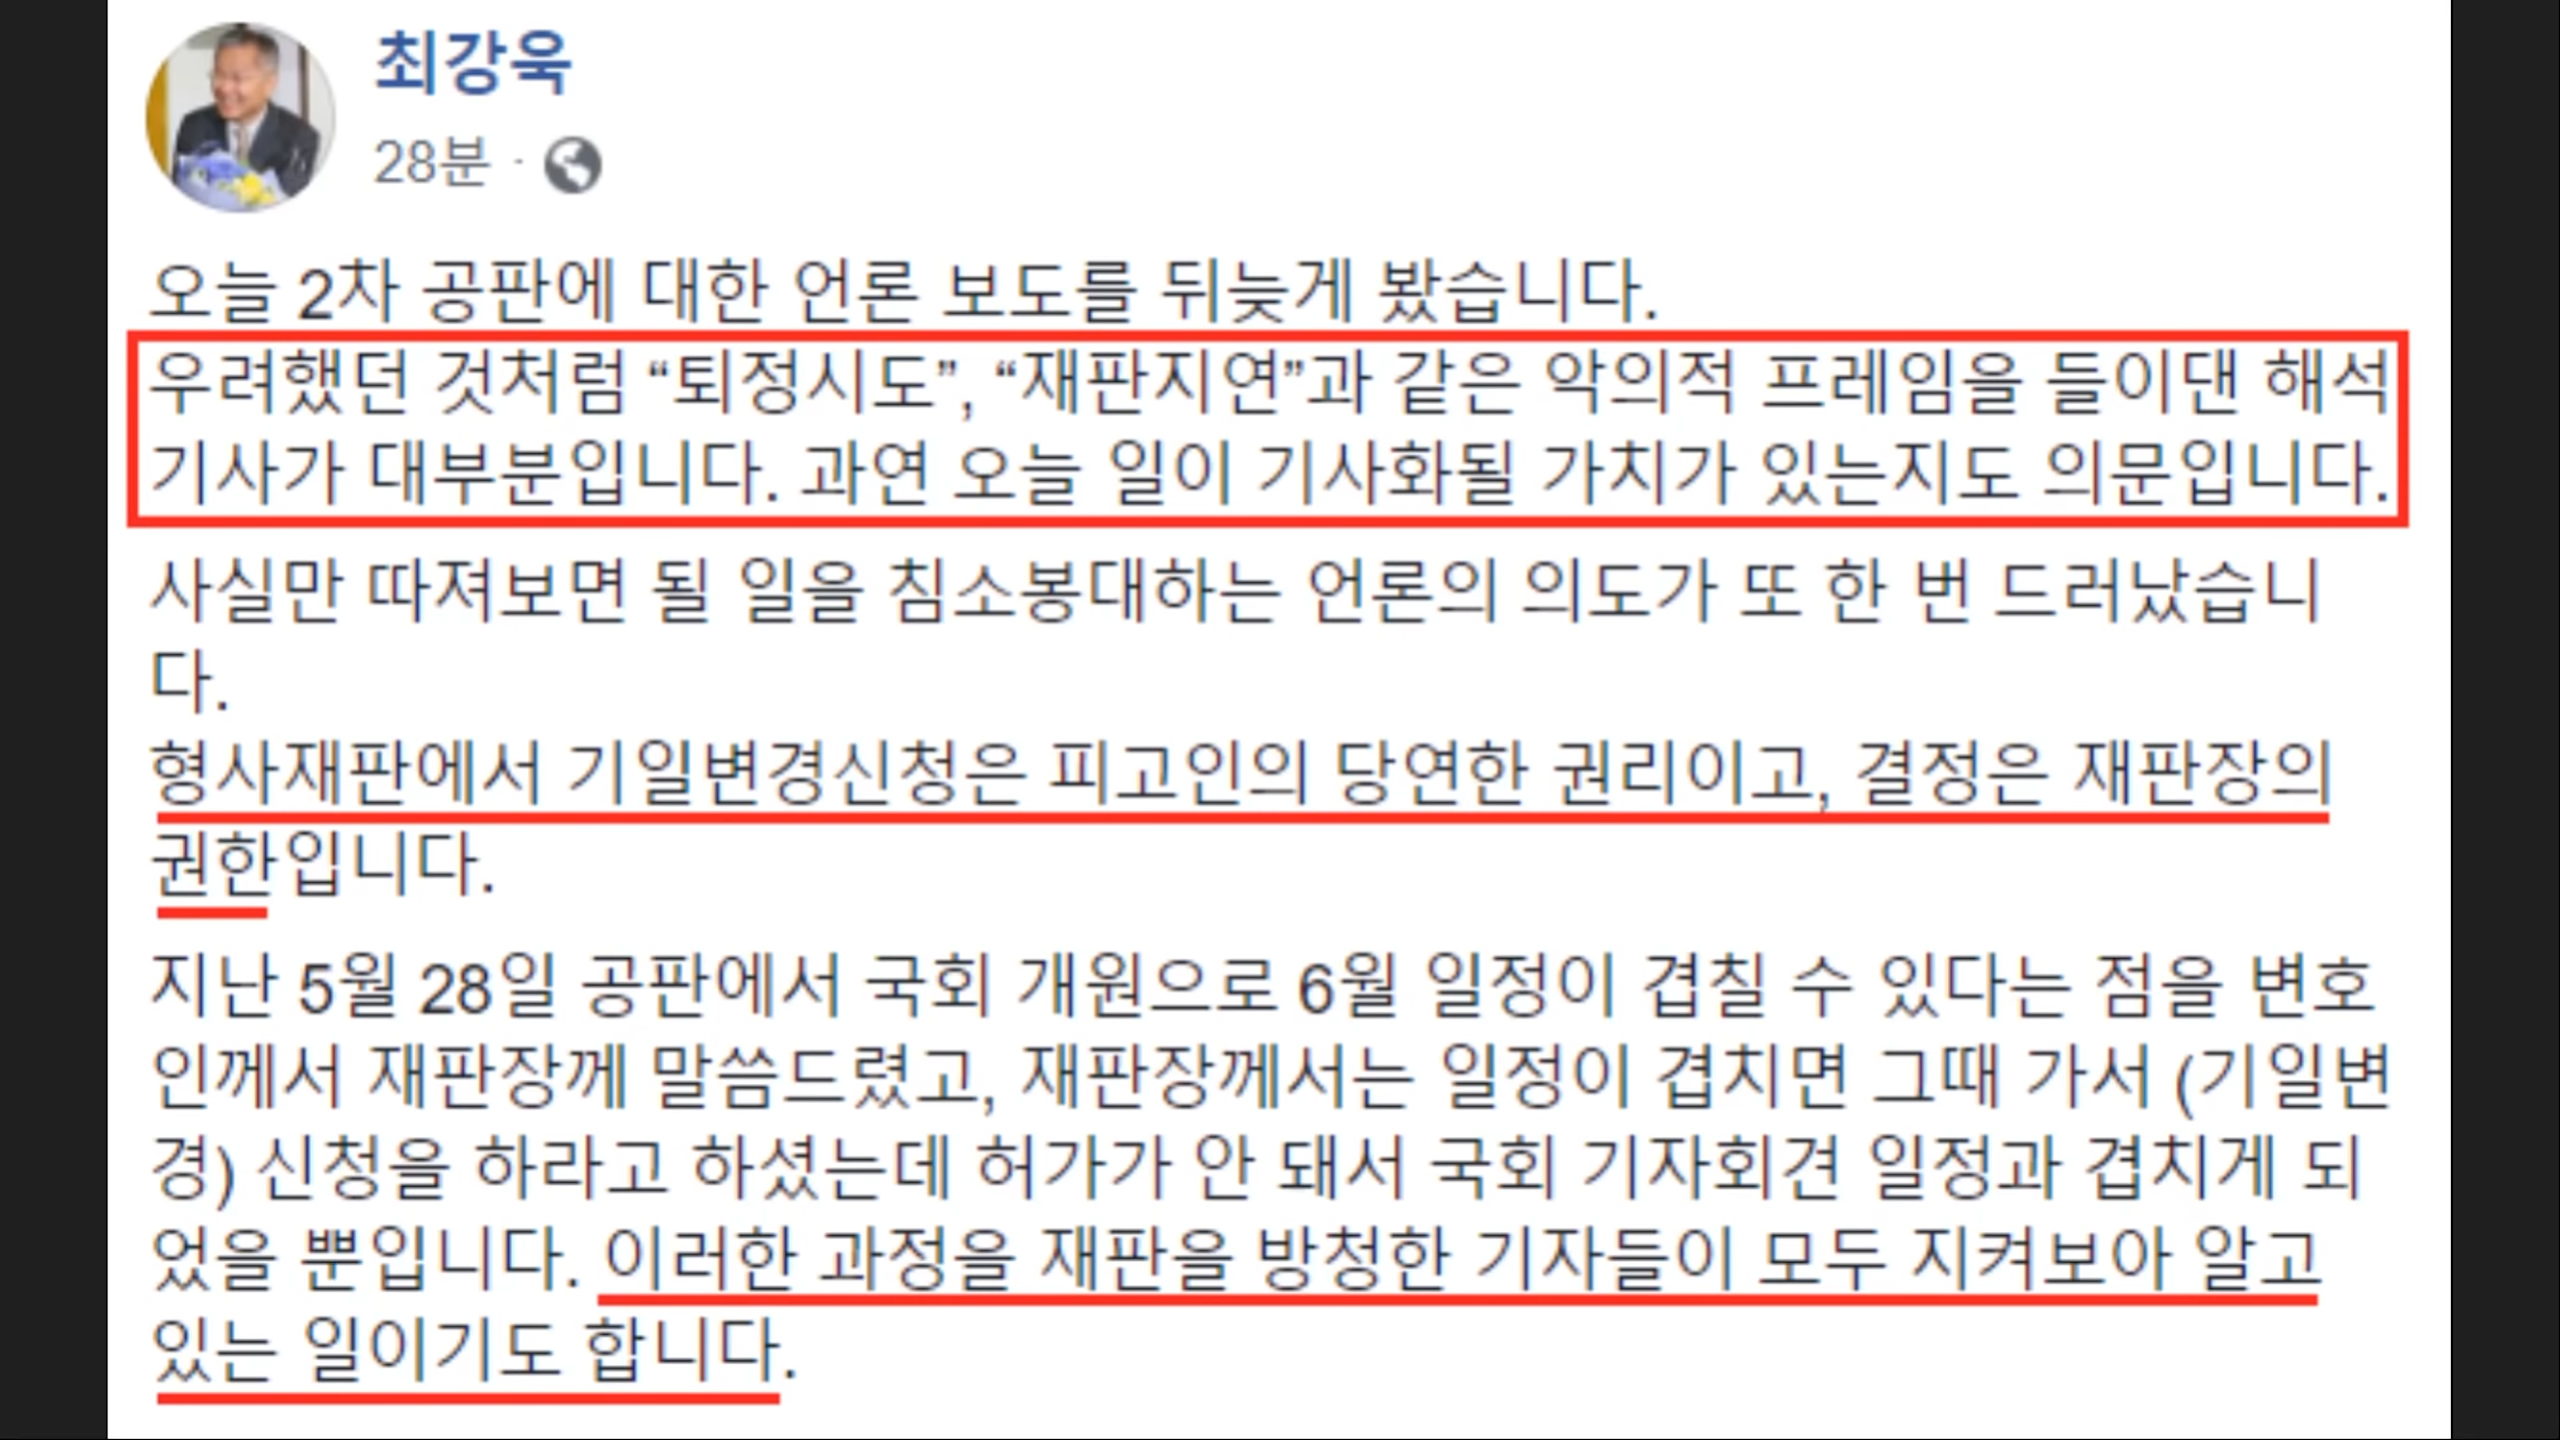 최강욱
28분 ·
오늘 2차 공판에 대한 언론 보도를 뒤늦게 봤습니다.
우려했던 것처럼 “퇴정시도”, “재판지연”과 같은 악의적 프레임을 들이댄 해석
기사가 대부분입니다. 과연 오늘 일이 기사화될 가치가 있는지도 의문입니다.
사실만 따져보면 될 일을 침소봉대하는 언론의 의도가 또 한 번 드러났습니
다.
형사재판에서 기일변경신청은 피고인의 당연한 권리이고, 결정은 재판장의
권한입니다.
지난 5월 28일 공판에서 국회 개원으로 6월 일정이 겹칠 수 있다는 점을 변호
인께서 재판장께 말씀드렸고, 재판장께서는 일정이 겹치면 그때 가서 (기일변
경) 신청을 하라고 하셨는데 허가가 안 돼서 국회 기자회견 일정과 겹치게 되
었을 뿐입니다. 이러한 과정을 재판을 방청한 기자들이 모두 지켜보아 알고
있는 일이기도 합니다.